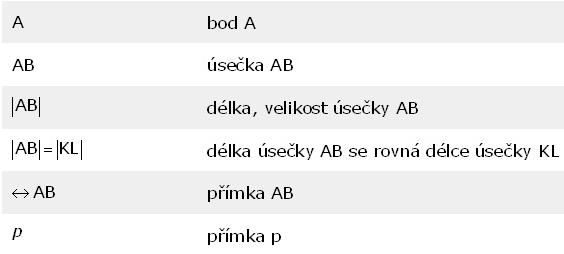 A bod A
AB úsečka AB
|AB| délka, velikost úsečky AB
|AB| = |KL| délka úsečky AB se rovná délce úsečky KL
↔ AB přímka AB
p přímka p